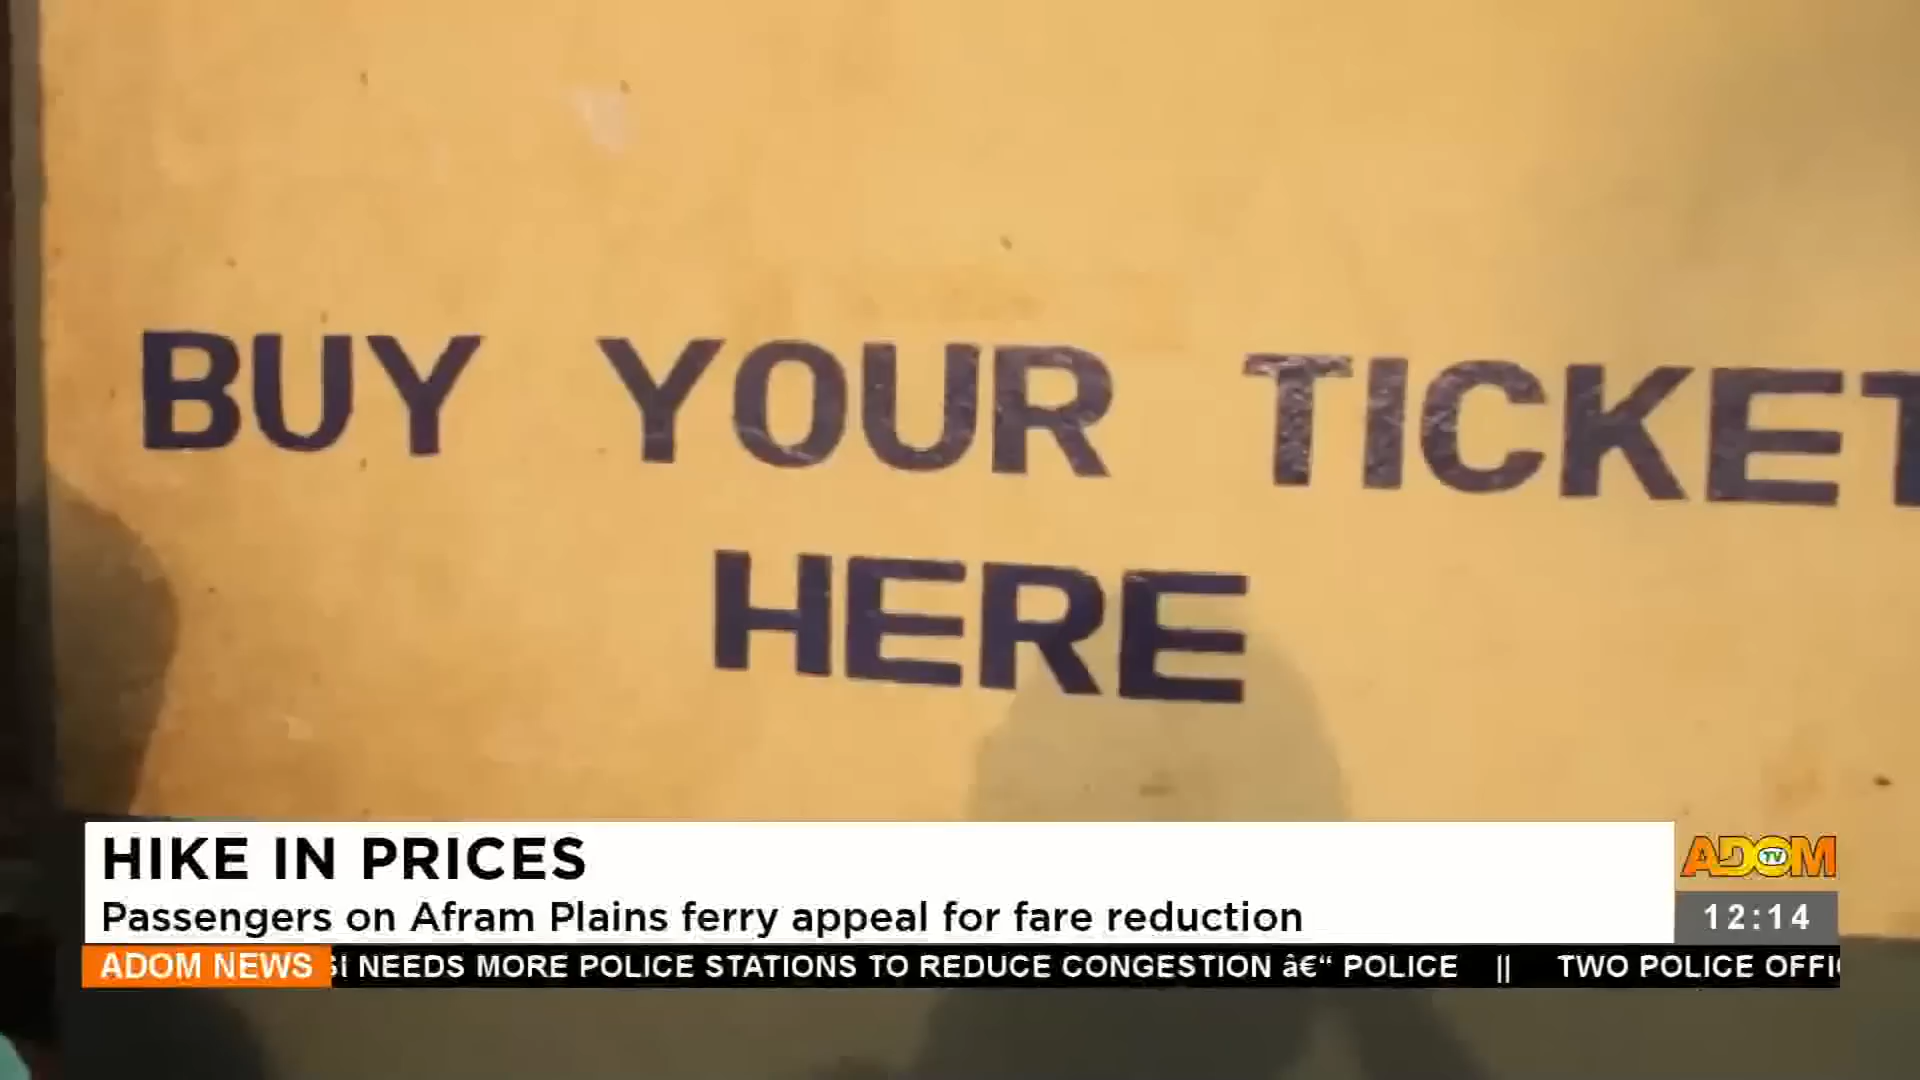 BUY YOUR TICKET
HERE
HIKE IN PRICES
ADOM TV
Passengers on Afram Plains ferry appeal for fare reduction
12:14
ADOM NEWS
NEEDS MORE POLICE STATIONS TO REDUCE CONGESTION â€“ POLICE || TWO POLICE